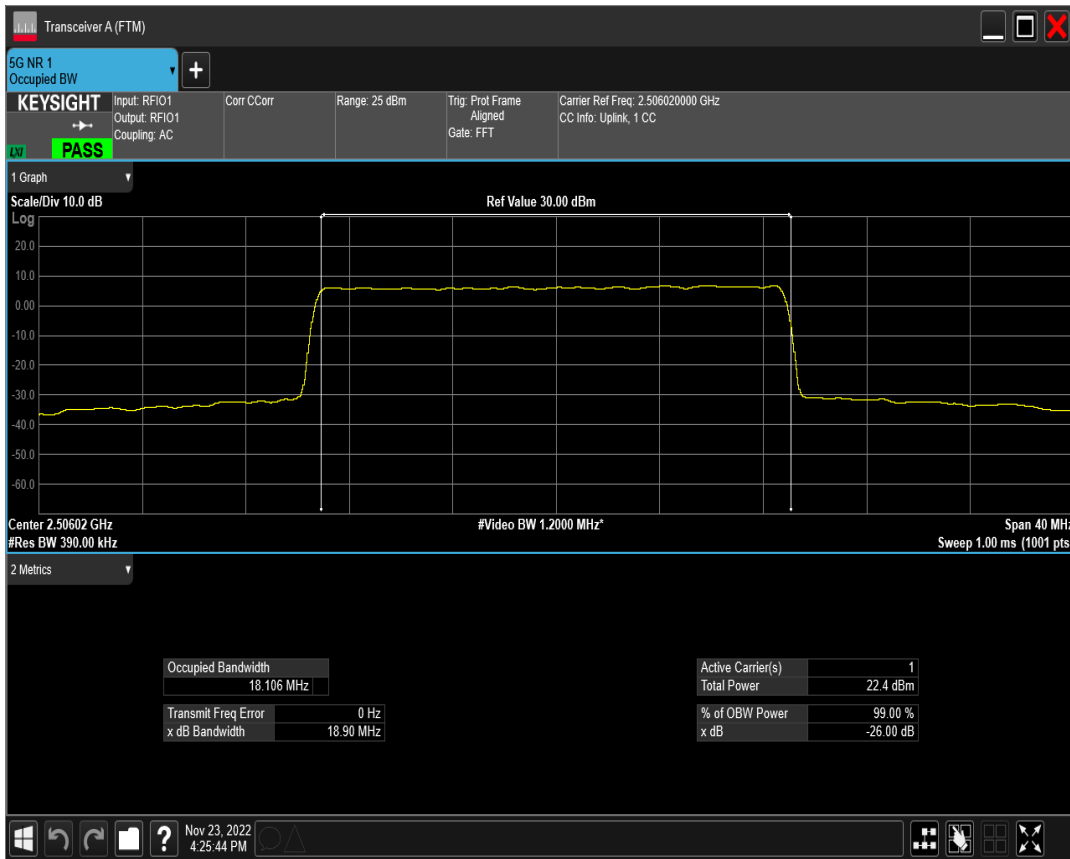 Transceiver A (FTM)
5G NR 1
Occupied BW
+
KEYSIGHT
LXI
PASS
Input: RFIO1
Output: RFIO1
Coupling: AC
Corr CCorr
Range: 25 dBm
Trig: Prot Frame
Aligned
Gate: FFT
Carrier Ref Freq: 2.506020000 GHz
CC Info: Uplink, 1 CC
1 Graph
Scale/Div 10.0 dB
Ref Value 30.00 dBm
Log
20.0
10.0
0.00
-10.0
-20.0
-30.0
-40.0
-50.0
-60.0
Center 2.50602 GHz
#Video BW 1.2000 MHz*
Span 40 MHz
#Res BW 390.00 kHz
Sweep 1.00 ms (1001 pts
2 Metrics
Occupied Bandwidth
18.106 MHz
Transmit Freq Error 0 Hz
x dB Bandwidth 18.90 MHz
Active Carrier(s) 1
Total Power 22.4 dBm
% of OBW Power 99.00 %
x dB -26.00 dB
?
Nov 23, 2022
4:25:44 PM